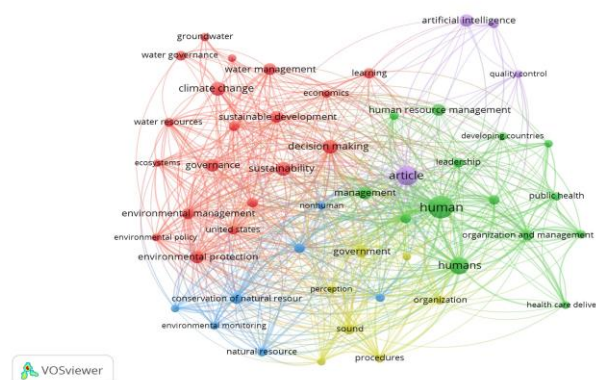 artificial intelligence
groundwater
water governance
water management
learning
quality control
climate change
economics
human resource management
water resources
sustainable development
developing countries
decision making
ecosystems
governance
sustainability
leadership
article
management
public health
nonhuman
human
environmental management
united states
organization and management
environmental policy
government
environmental protection
humans
perception
conservation of natural resour
organization
health care delive
environmental monitoring
sound
natural resource
procedures
VOSviewer